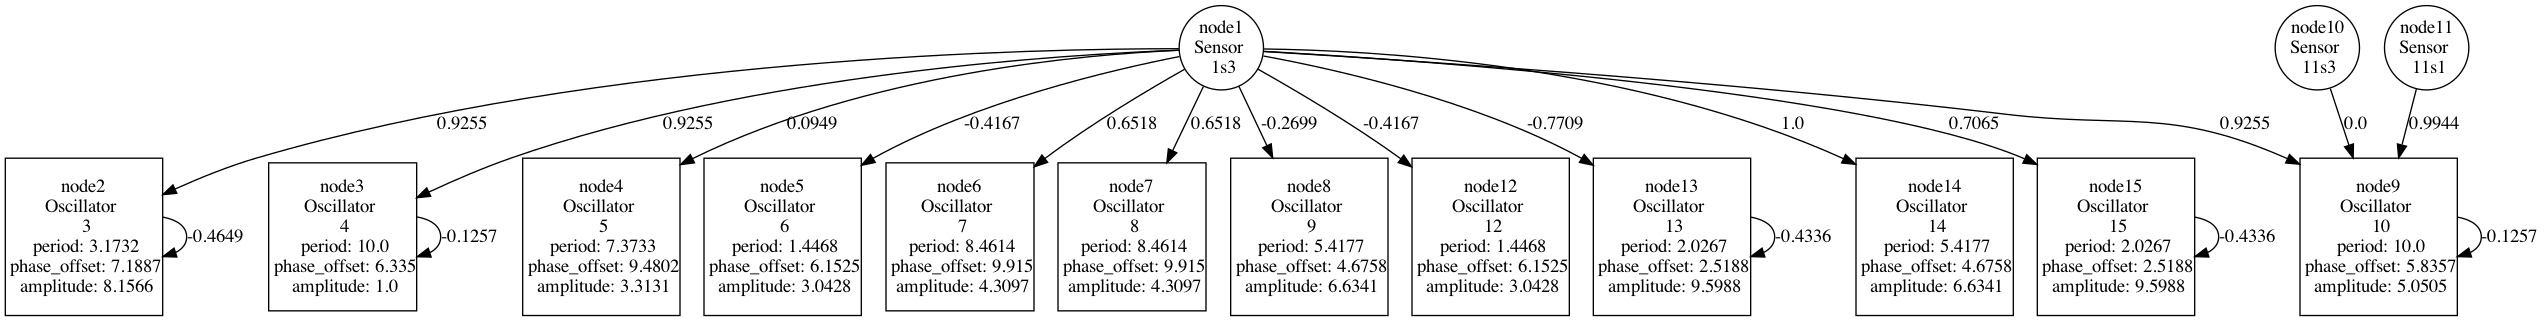 node1
Sensor
1s3
node10
Sensor
11s3
node11
Sensor
11s1
0.9255
0.9255
0.0949
-0.4167
0.6518
0.6518
-0.2699
-0.4167
-0.7709
1.0
0.7065
0.9255
0.0
0.9944
node2
Oscillator
3
period: 3.1732
phase_offset: 7.1887
amplitude: 8.1566
-0.4649
node3
Oscillator
4
period: 10.0
phase_offset: 6.335
amplitude: 1.0
-0.1257
node4
Oscillator
5
period: 7.3733
phase_offset: 9.4802
amplitude: 3.3131
node5
Oscillator
6
period: 1.4468
phase_offset: 6.1525
amplitude: 3.0428
node6
Oscillator
7
period: 8.4614
phase_offset: 9.915
amplitude: 4.3097
node7
Oscillator
8
period: 8.4614
phase_offset: 9.915
amplitude: 4.3097
node8
Oscillator
9
period: 5.4177
phase_offset: 4.6758
amplitude: 6.6341
node12
Oscillator
12
period: 1.4468
phase_offset: 6.1525
amplitude: 3.0428
node13
Oscillator
13
period: 2.0267
phase_offset: 2.5188
amplitude: 9.5988
-0.4336
node14
Oscillator
14
period: 5.4177
phase_offset: 4.6758
amplitude: 6.6341
node15
Oscillator
15
period: 2.0267
phase_offset: 2.5188
amplitude: 9.5988
-0.4336
node9
Oscillator
10
period: 10.0
phase_offset: 5.8357
amplitude: 5.0505
-0.1257